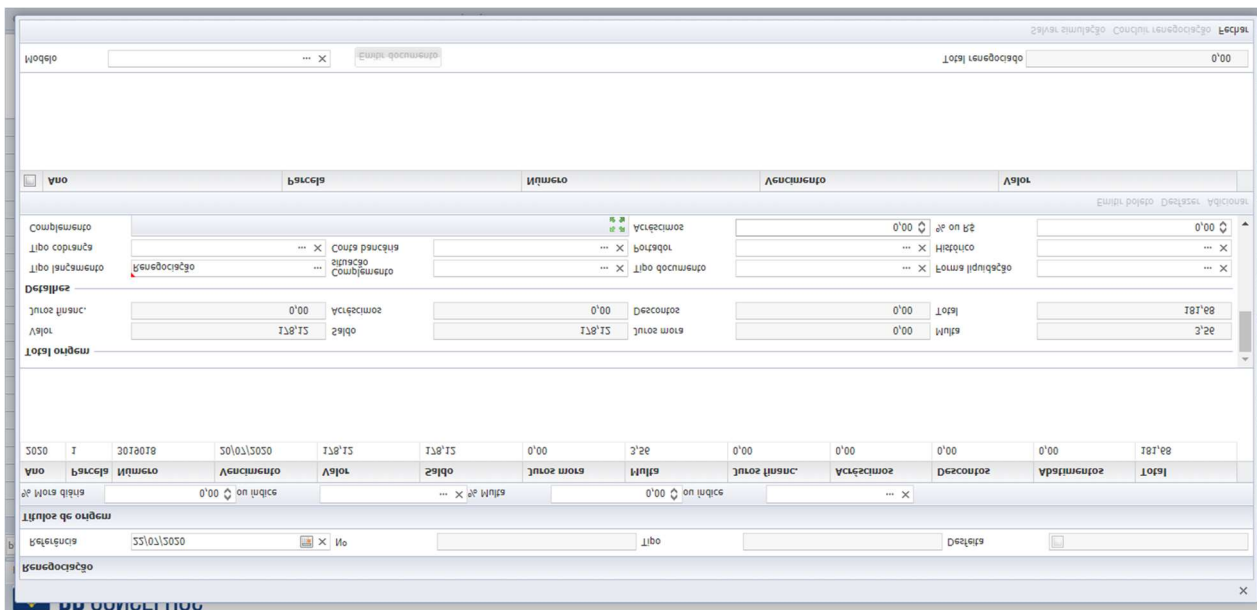 Renegociação
Referência 22/07/2020 Nº Tipo Desfeita
Títulos de origem
% Mora diária 0,00 ou índice ... % Multa 0,00 ou índice ...
Ano Parcela Número Vencimento Valor Saldo Juros mora Multa Juros financ. Acréscimos Descontos Abatimentos Total
2020 1 3019018 20/07/2020 178,12 178,12 0,00 3,56 0,00 0,00 0,00 0,00 181,68
Total origem
Valor 178,12 Saldo 178,12 Juros mora 0,00 Multa 3,56
Juros financ. 0,00 Acréscimos 0,00 Descontos 0,00 Total 181,68
Detalhes
Tipo lançamento Renegociação ... Complemento situação ... Tipo documento ... Forma liquidação ...
Tipo cobrança ... Conta bancária ... Portador ... Histórico ...
Complemento Acréscimos 0,00 % ou R$ 0,00
Emitir boleto Desfazer Adicionar
Ano Parcela Número Vencimento Valor
Modelo ... Emitir documento Total renegociado 0,00
Salvar simulação Concluir renegociação Fechar